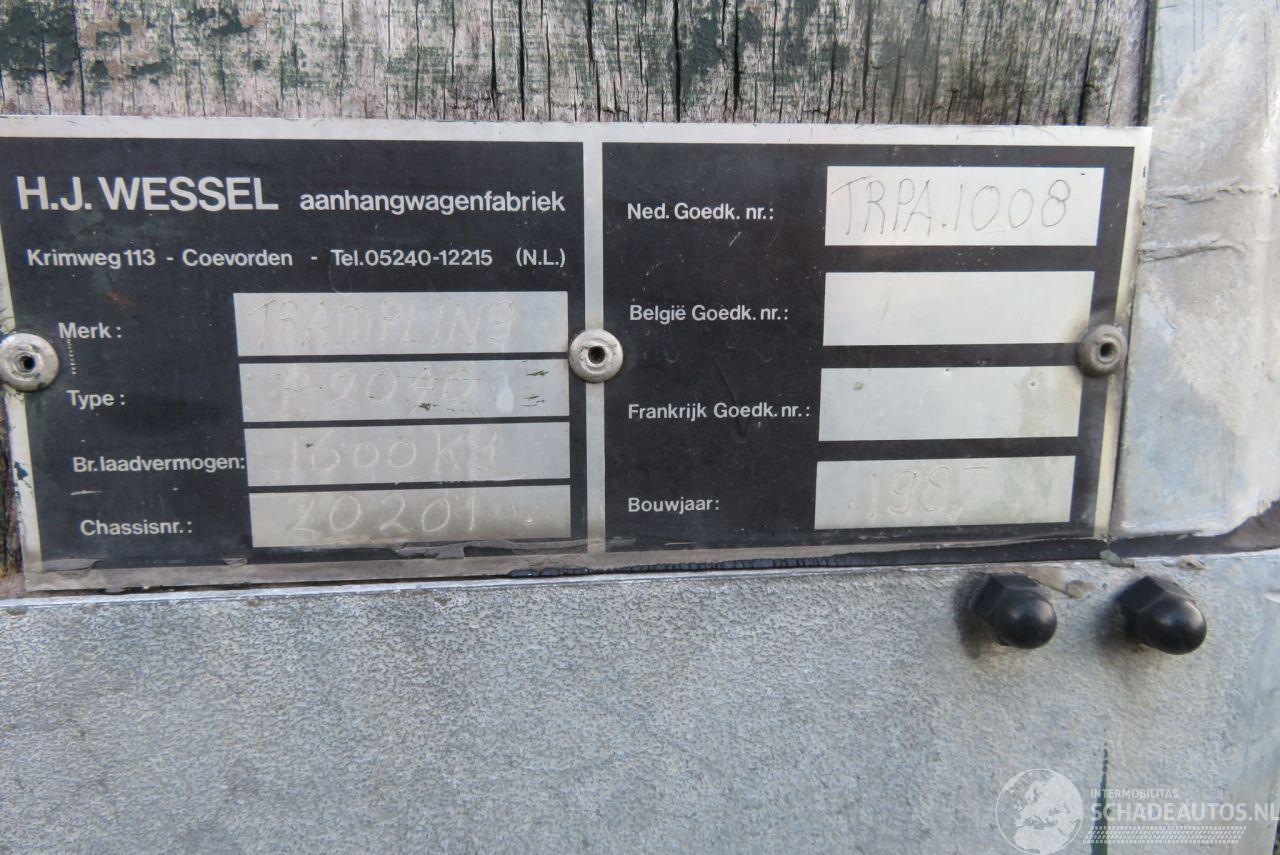 H.J. WESSEL aanhangwagenfabriek
Krimweg 113 - Coevorden - Tel. 05240-12215 (N.L.)
Merk: TRAMPLING
Type: P.2040
Br. laadvermogen: 1600 Kg
Chassisnr.: 20201
Ned. Goedk. nr.: TRPA.1008
België Goedk. nr.:
Frankrijk Goedk. nr.:
Bouwjaar: 1987
INTERMOBILITAS
SCHADEAUTOS.NL